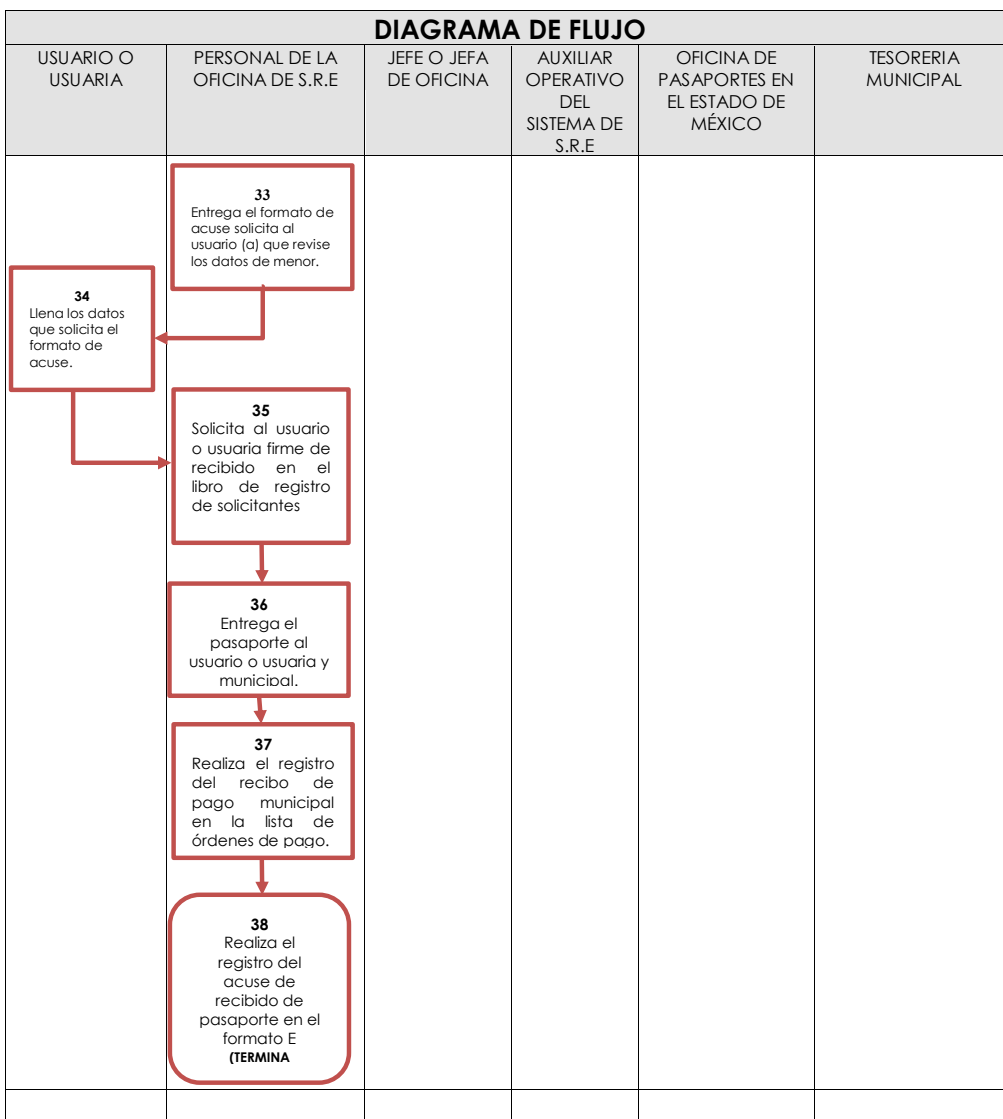 DIAGRAMA DE FLUJO
USUARIO O
USUARIA
PERSONAL DE LA
OFICINA DE S.R.E
JEFE O JEFA
DE OFICINA
AUXILIAR
OPERATIVO
DEL
SISTEMA DE
S.R.E
OFICINA DE
PASAPORTES EN
EL ESTADO DE
MÉXICO
TESORERIA
MUNICIPAL
33
Entrega el formato de
acuse solicita al
usuario (a) que revise
los datos de menor.
34
Llena los datos
que solicita el
formato de
acuse.
35
Solicita al usuario
o usuaria firme de
recibido en el
libro de registro
de solicitantes
36
Entrega el
pasaporte al
usuario o usuaria y
municipal.
37
Realiza el registro
del recibo de
pago municipal
en la lista de
órdenes de pago.
38
Realiza el
registro del
acuse de
recibido de
pasaporte en el
formato E
(TERMINA